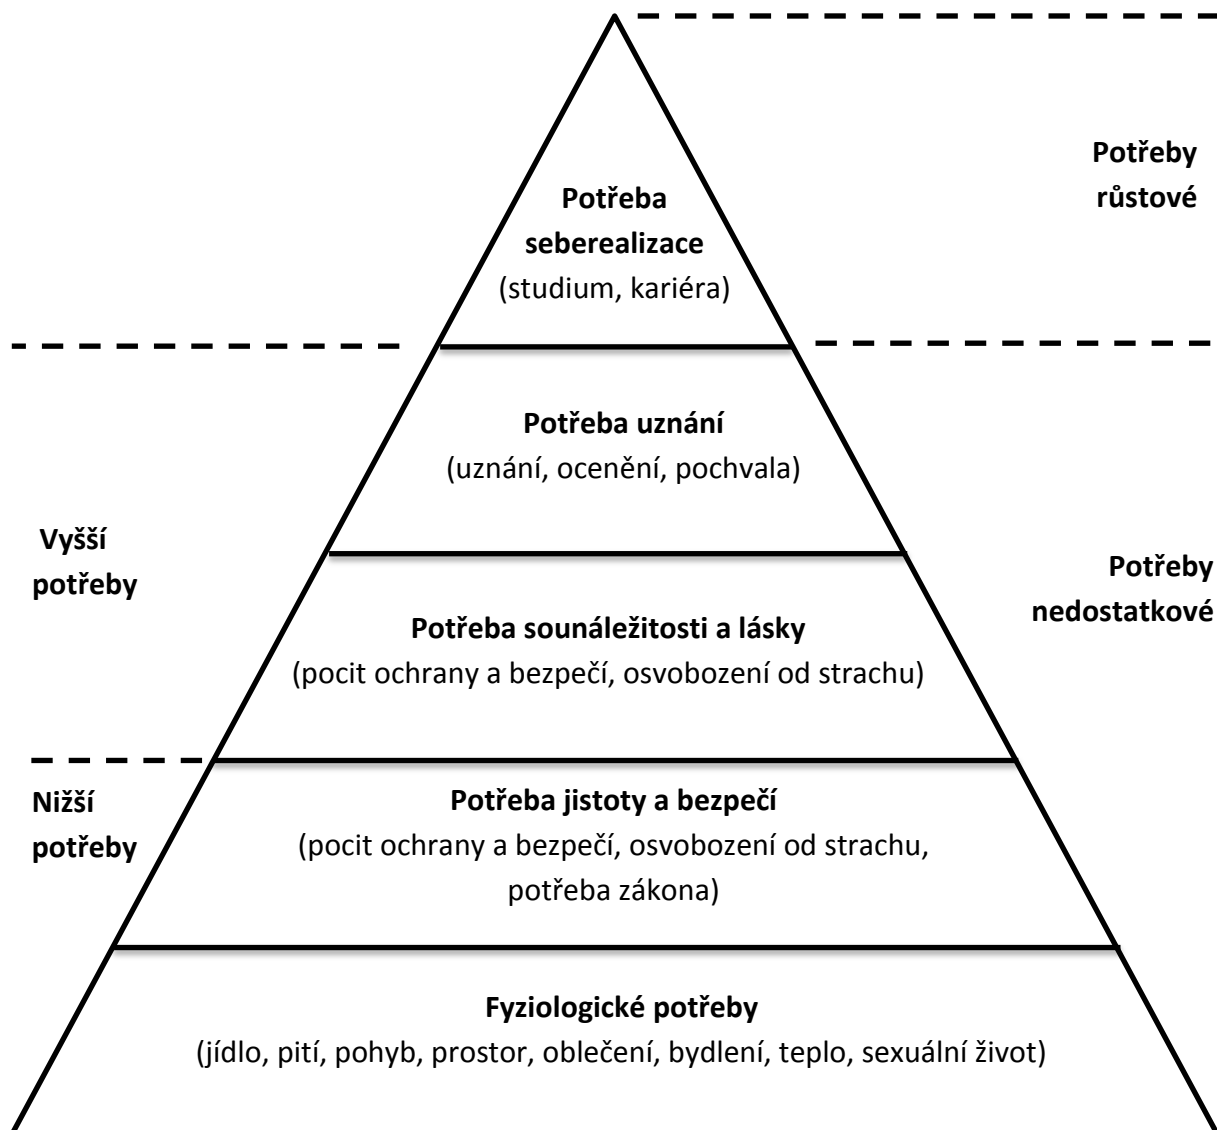 Potřeby
růstové
Potřeba
seberealizace
(studium, kariéra)
Potřeba uznání
(uznání, ocenění, pochvala)
Vyšší
potřeby
Potřeby
nedostatkové
Potřeba sounáležitosti a lásky
(pocit ochrany a bezpečí, osvobození od strachu)
Nižší
potřeby
Potřeba jistoty a bezpečí
(pocit ochrany a bezpečí, osvobození od strachu,
potřeba zákona)
Fyziologické potřeby
(jídlo, pití, pohyb, prostor, oblečení, bydlení, teplo, sexuální život)